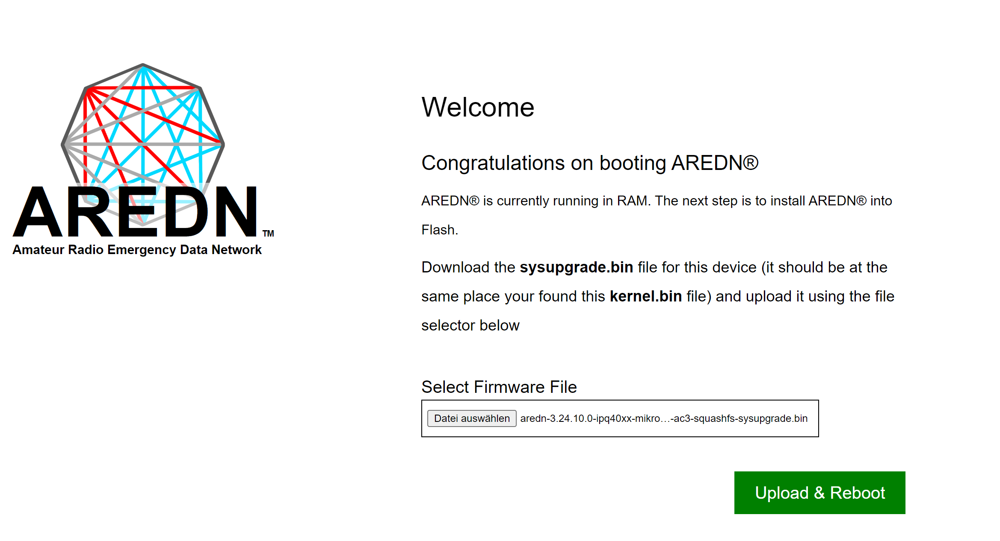 AREDN™
Amateur Radio Emergency Data Network
Welcome
Congratulations on booting AREDN®
AREDN® is currently running in RAM. The next step is to install AREDN® into
Flash.
Download the sysupgrade.bin file for this device (it should be at the
same place your found this kernel.bin file) and upload it using the file
selector below
Select Firmware File
Datei auswählen aredn-3.24.10.0-ipq40xx-mikro…-ac3-squashfs-sysupgrade.bin
Upload & Reboot